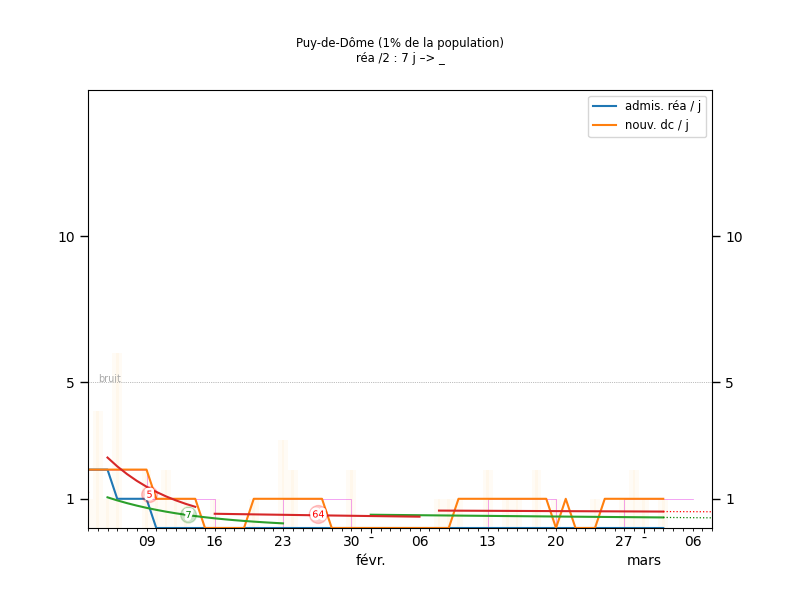 Puy-de-Dôme (1% de la population)
réa /2 : 7 j –> _
admis. réa / j
nouv. dc / j
10 10
bruit
5 5
5
1 1
7 64
09 16 23 30 - 06 13 20 27 - 06
févr. mars